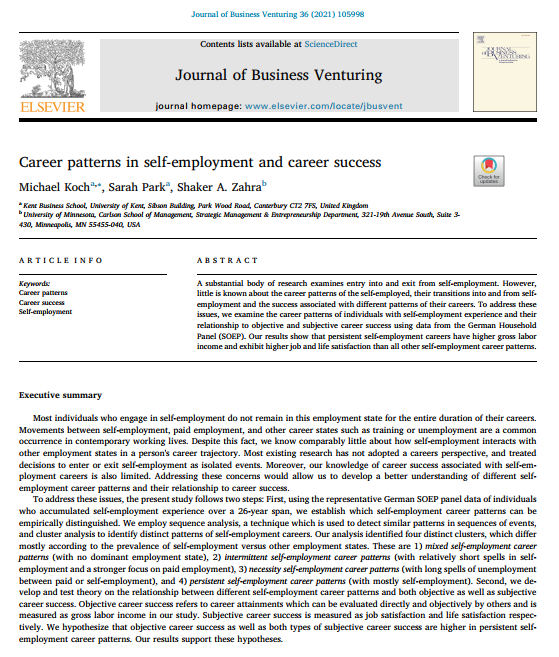 Journal of Business Venturing 36 (2021) 105998
Contents lists available at ScienceDirect
Journal of Business Venturing
journal homepage: www.elsevier.com/locate/jbusvent
ELSEVIER
JOURNAL OF BUSINESS VENTURING
Career patterns in self-employment and career success
Michael Koch a,*, Sarah Park a, Shaker A. Zahra b
Check for updates
a Kent Business School, University of Kent, Sibson Building, Park Wood Road, Canterbury CT2 7FS, United Kingdom
b University of Minnesota, Carlson School of Management, Strategic Management & Entrepreneurship Department, 321-19th Avenue South, Suite 3-
430, Minneapolis, MN 55455-040, USA
ARTICLE INFO
Keywords:
Career patterns
Career success
Self-employment
ABSTRACT
A substantial body of research examines entry into and exit from self-employment. However,
little is known about the career patterns of the self-employed, their transitions into and from self-
employment and the success associated with different patterns of their careers. To address these
issues, we examine the career patterns of individuals with self-employment experience and their
relationship to objective and subjective career success using data from the German Household
Panel (SOEP). Our results show that persistent self-employment careers have higher gross labor
income and exhibit higher job and life satisfaction than all other self-employment career patterns.
Executive summary
Most individuals who engage in self-employment do not remain in this employment state for the entire duration of their careers.
Movements between self-employment, paid employment, and other career states such as training or unemployment are a common
occurrence in contemporary working lives. Despite this fact, we know comparably little about how self-employment interacts with
other employment states in a person's career trajectory. Most existing research has not adopted a careers perspective, and treated
decisions to enter or exit self-employment as isolated events. Moreover, our knowledge of career success associated with self-em-
ployment careers is also limited. Addressing these concerns would allow us to develop a better understanding of different self-
employment career patterns and their relationship to career success.
To address these issues, the present study follows two steps: First, using the representative German SOEP panel data of individuals
who accumulated self-employment experience over a 26-year span, we establish which self-employment career patterns can be
empirically distinguished. We employ sequence analysis, a technique which is used to detect similar patterns in sequences of events,
and cluster analysis to identify distinct patterns of self-employment careers. Our analysis identified four distinct clusters, which differ
mostly according to the prevalence of self-employment versus other employment states. These are 1) mixed self-employment career
patterns (with no dominant employment state), 2) intermittent self-employment career patterns (with relatively short spells in self-
employment and a stronger focus on paid employment), 3) necessity self-employment career patterns (with long spells of unemployment
between paid or self-employment), and 4) persistent self-employment career patterns (with mostly self-employment). Second, we de-
velop and test theory on the relationship between different self-employment career patterns and both objective as well as subjective
career success. Objective career success refers to career attainments which can be evaluated directly and objectively by others and is
measured as gross labor income in our study. Subjective career success is measured as job satisfaction and life satisfaction respec-
tively. We hypothesize that objective career success as well as both types of subjective career success are higher in persistent self-
employment career patterns. Our results support these hypotheses.